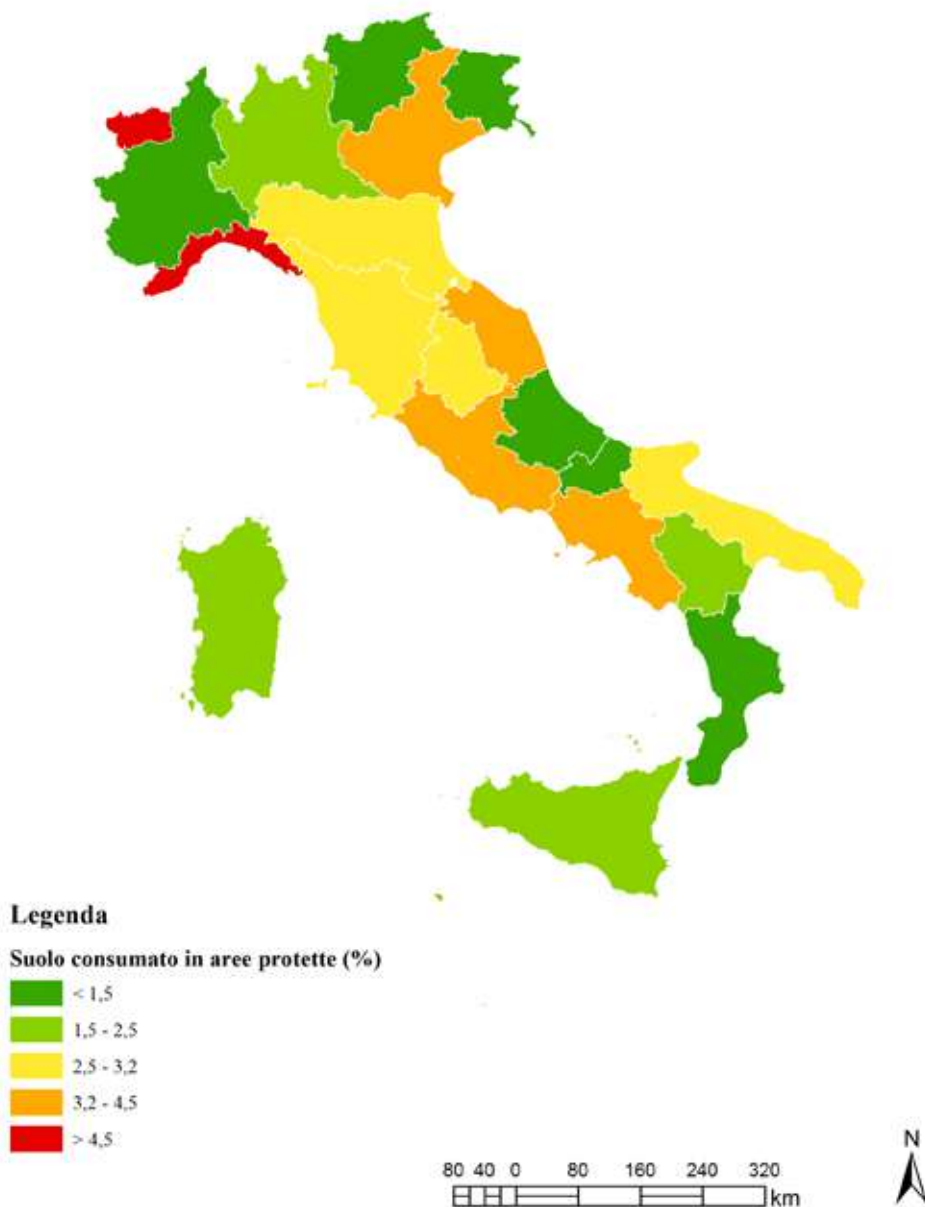 Legenda
Suolo consumato in aree protette (%)
< 1,5
1,5 - 2,5
2,5 - 3,2
3,2 - 4,5
> 4,5
N
80 40 0 80 160 240 320
km